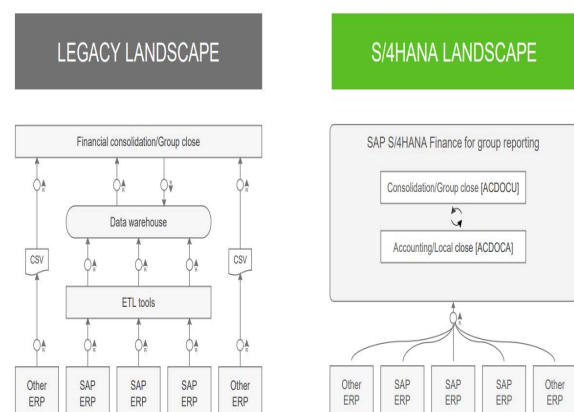 LEGACY LANDSCAPE
S/4HANA LANDSCAPE
Financial consolidation/Group close
R
R
R
R
R
Data warehouse
CSV
CSV
R
R
R
ETL tools
R
R
R
R
R
Other
ERP
SAP
ERP
SAP
ERP
SAP
ERP
Other
ERP
SAP S/4HANA Finance for group reporting
Consolidation/Group close [ACDOCU]
Accounting/Local close [ACDOCA]
R
Other
ERP
SAP
ERP
SAP
ERP
SAP
ERP
Other
ERP